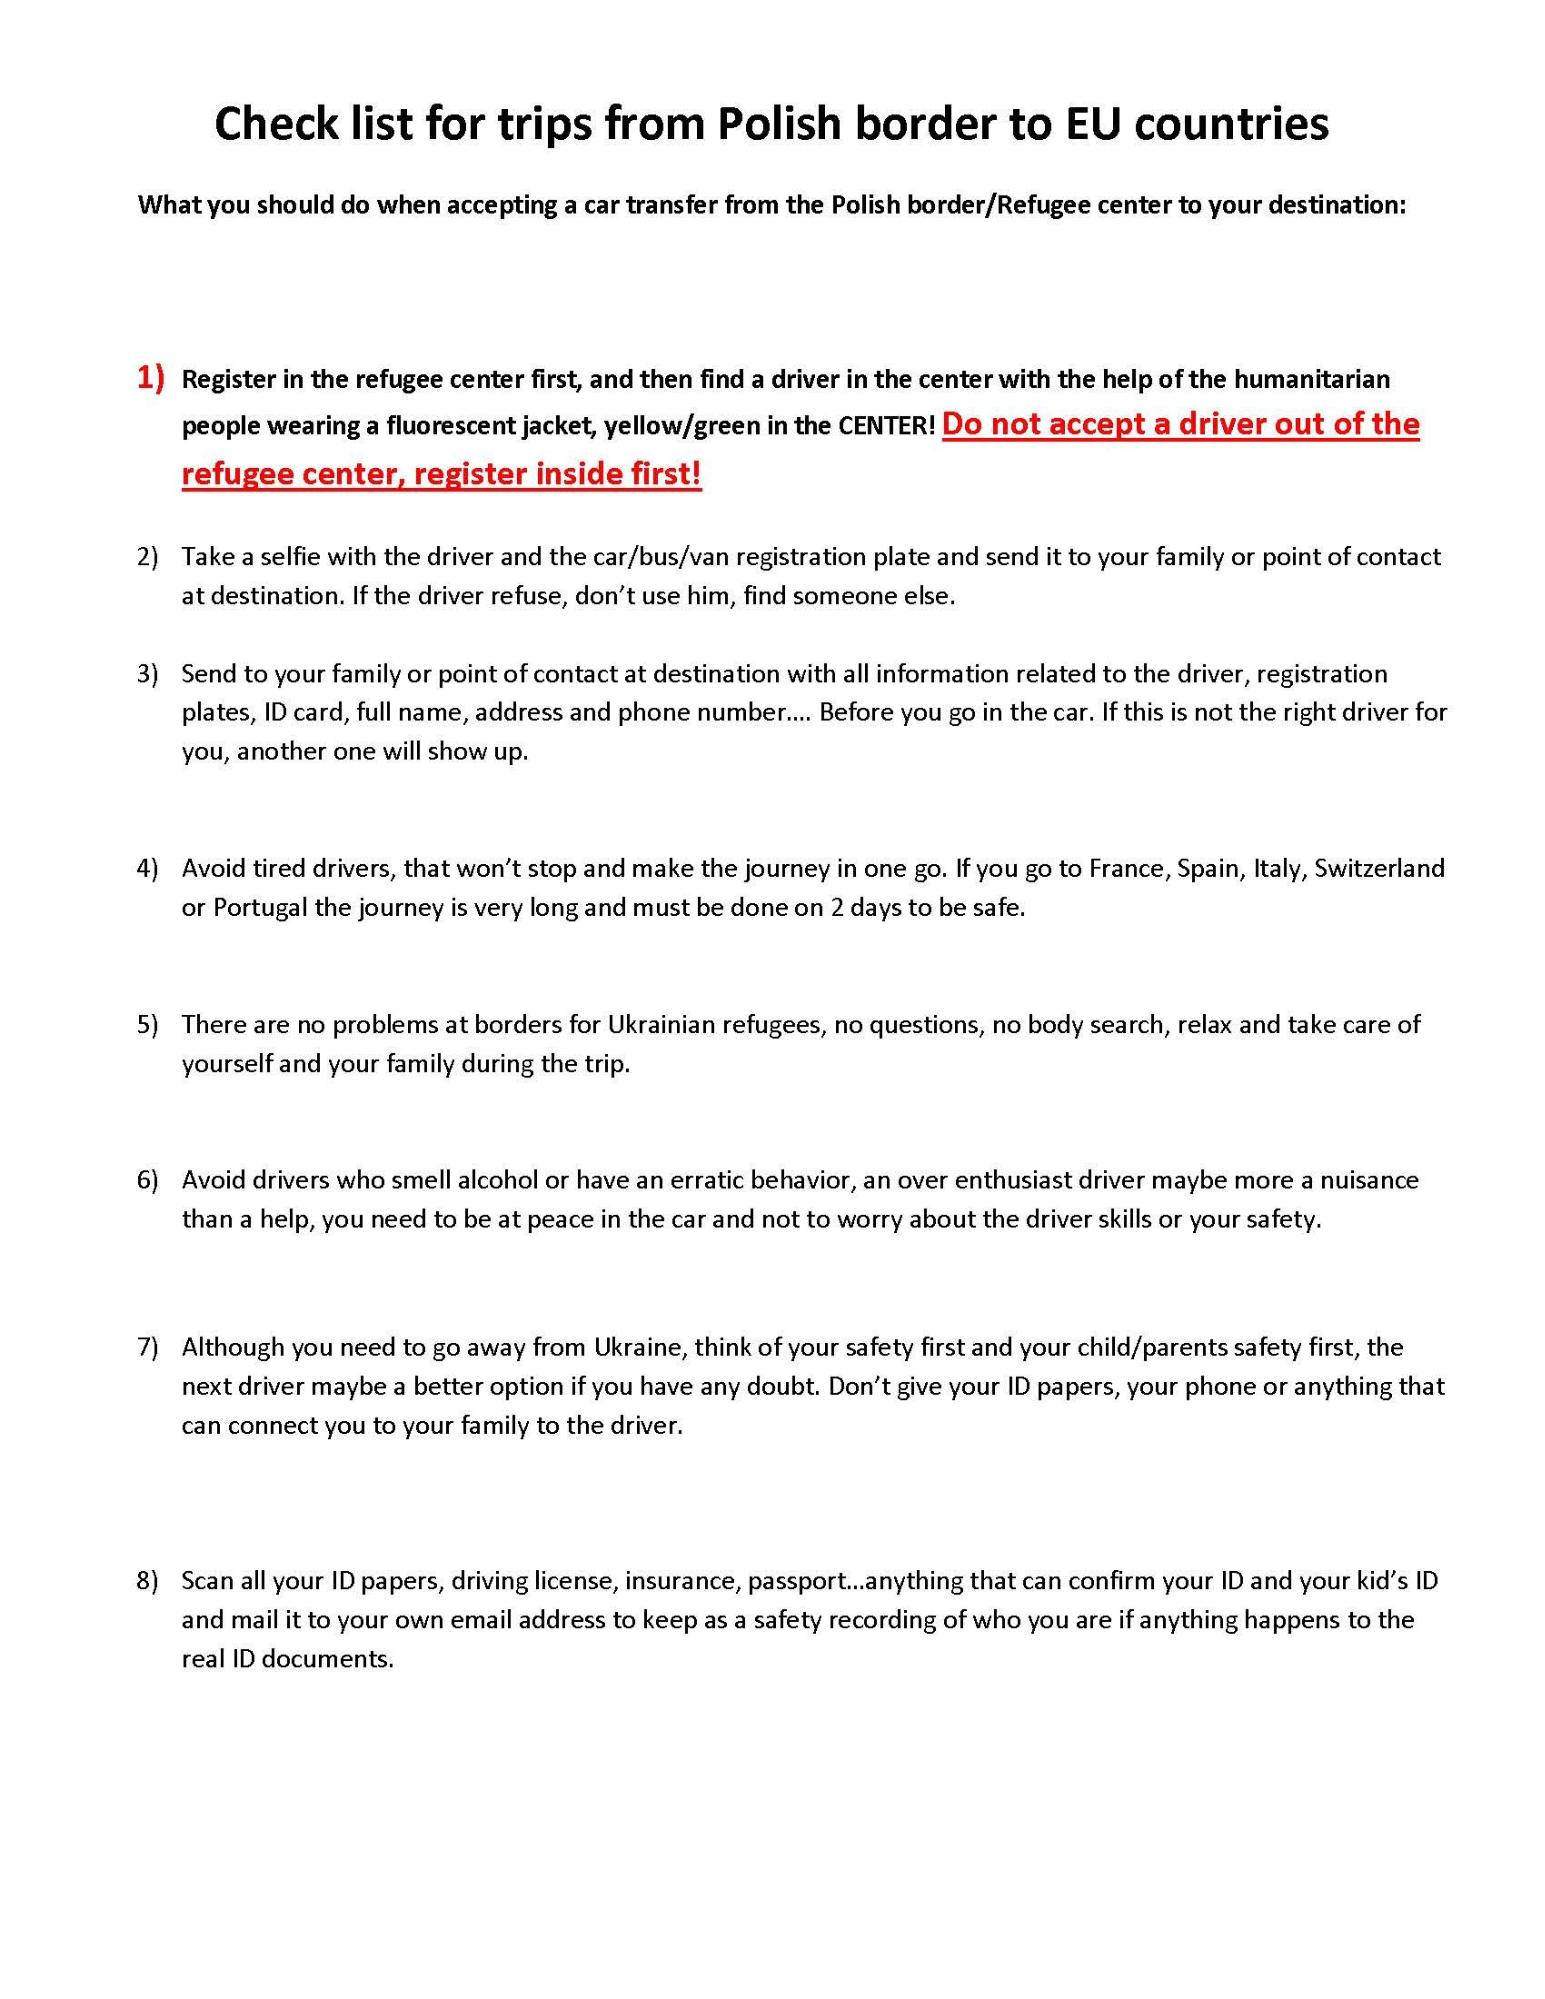 Check list for trips from Polish border to EU countries
What you should do when accepting a car transfer from the Polish border/Refugee center to your destination:
1) Register in the refugee center first, and then find a driver in the center with the help of the humanitarian
people wearing a fluorescent jacket, yellow/green in the CENTER! Do not accept a driver out of the
refugee center, register inside first!
2) Take a selfie with the driver and the car/bus/van registration plate and send it to your family or point of contact
at destination. If the driver refuse, don’t use him, find someone else.
3) Send to your family or point of contact at destination with all information related to the driver, registration
plates, ID card, full name, address and phone number.... Before you go in the car. If this is not the right driver for
you, another one will show up.
4) Avoid tired drivers, that won’t stop and make the journey in one go. If you go to France, Spain, Italy, Switzerland
or Portugal the journey is very long and must be done on 2 days to be safe.
5) There are no problems at borders for Ukrainian refugees, no questions, no body search, relax and take care of
yourself and your family during the trip.
6) Avoid drivers who smell alcohol or have an erratic behavior, an over enthusiast driver maybe more a nuisance
than a help, you need to be at peace in the car and not to worry about the driver skills or your safety.
7) Although you need to go away from Ukraine, think of your safety first and your child/parents safety first, the
next driver maybe a better option if you have any doubt. Don’t give your ID papers, your phone or anything that
can connect you to your family to the driver.
8) Scan all your ID papers, driving license, insurance, passport...anything that can confirm your ID and your kid’s ID
and mail it to your own email address to keep as a safety recording of who you are if anything happens to the
real ID documents.